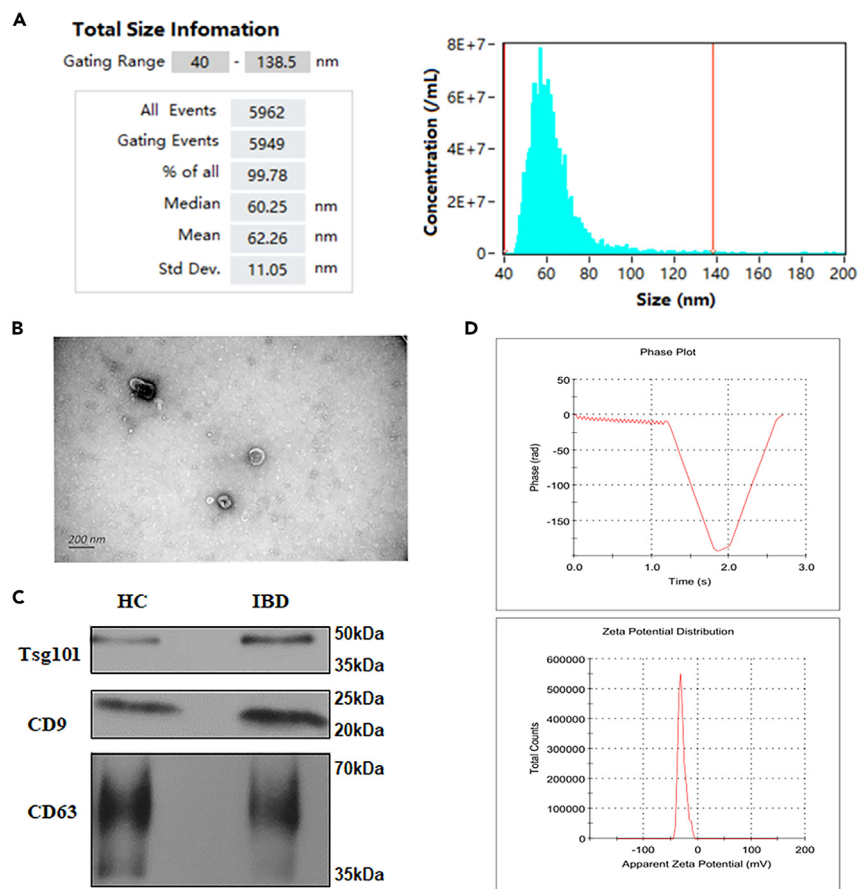 A
Total Size Infomation
Gating Range 40 - 138.5 nm
All Events 5962
Gating Events 5949
% of all 99.78
Median 60.25 nm
Mean 62.26 nm
Std Dev. 11.05 nm
Concentration (/mL)
8E+7
6E+7
4E+7
2E+7
0
40 60 80 100 120 140 160 180 200
Size (nm)
B
200 nm
C
HC IBD
Tsg101
50kDa
35kDa
CD9
25kDa
20kDa
CD63
70kDa
35kDa
D
Phase Plot
Phase (rad)
50
0
-50
-100
-150
0.0 1.0 2.0 3.0
Time (s)
Zeta Potential Distribution
Total Counts
600000
500000
400000
300000
200000
100000
0
-100 0 100 200
Apparent Zeta Potential (mV)